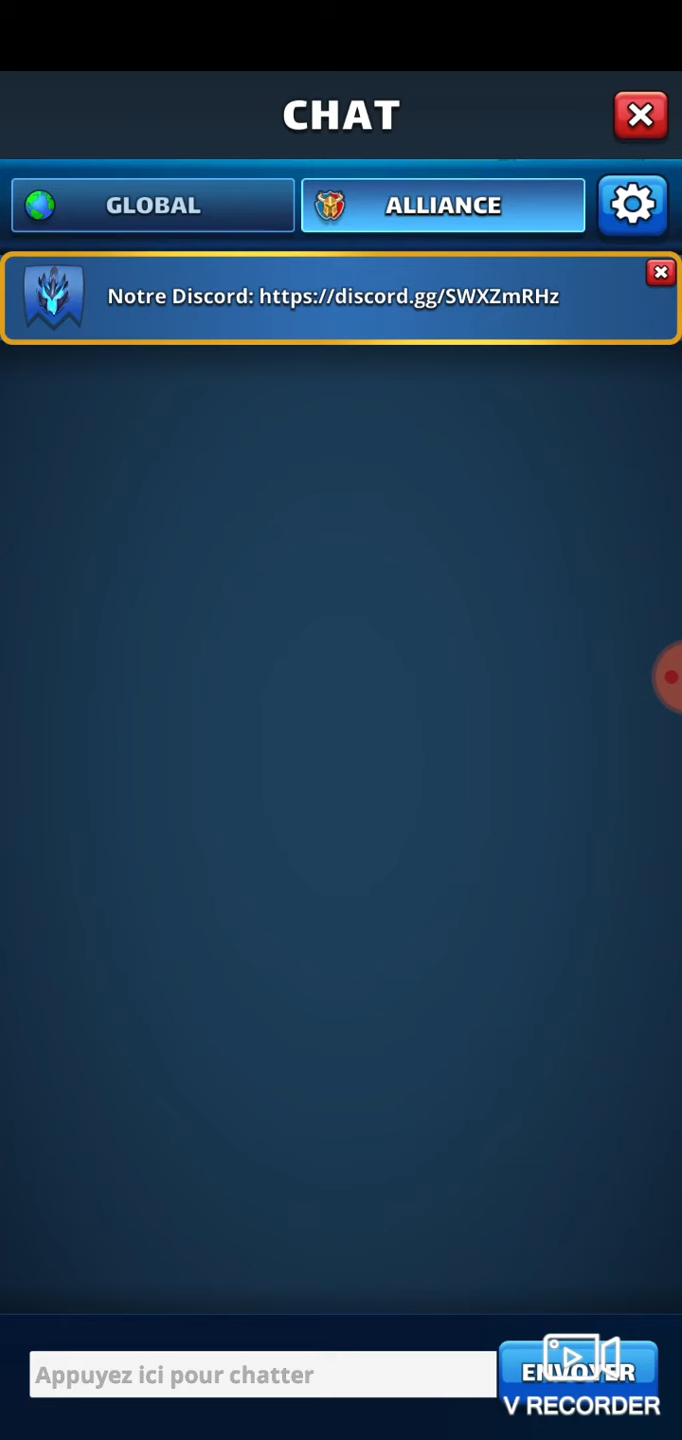 CHAT
GLOBAL
ALLIANCE
Notre Discord: https://discord.gg/SWXZmRHz
Appuyez ici pour chatter
ENVOYER
V RECORDER